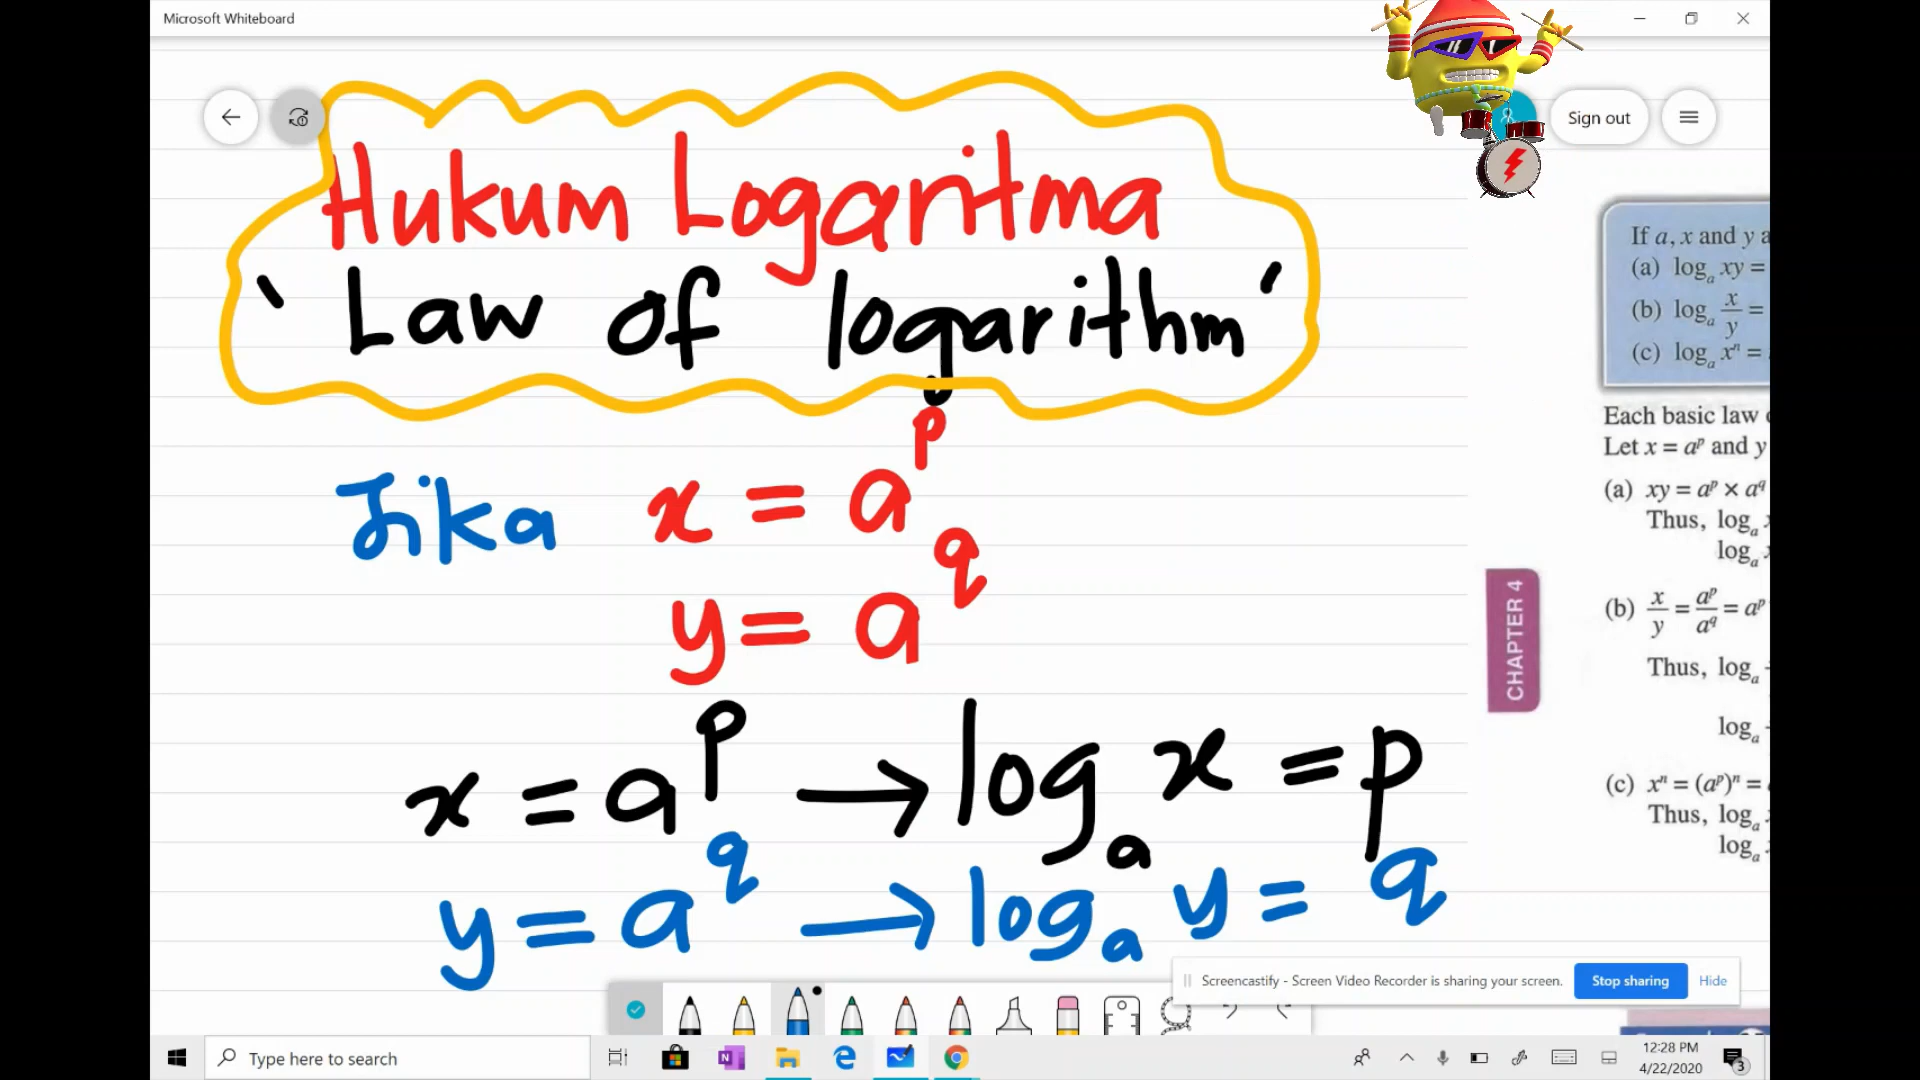 Microsoft Whiteboard
Sign out
Hukum Logaritma
'Law of logarithm'
Jika x = a^p
y = a^q
x = a^p → log_a x = p
y = a^q → log_a y = q
If a, x and y a
(a) log_a xy =
(b) log_a x/y =
(c) log_a x^n =
Each basic law
Let x = a^p and y
(a) xy = a^p × a^q
Thus, log_a
log_a
CHAPTER 4
(b) x/y = a^p/a^q = a^p
Thus, log_a
log_a
(c) x^n = (a^p)^n =
Thus, log_a
log_a
Screencastify - Screen Video Recorder is sharing your screen.
Stop sharing
Hide
Type here to search
12:28 PM
4/22/2020
3